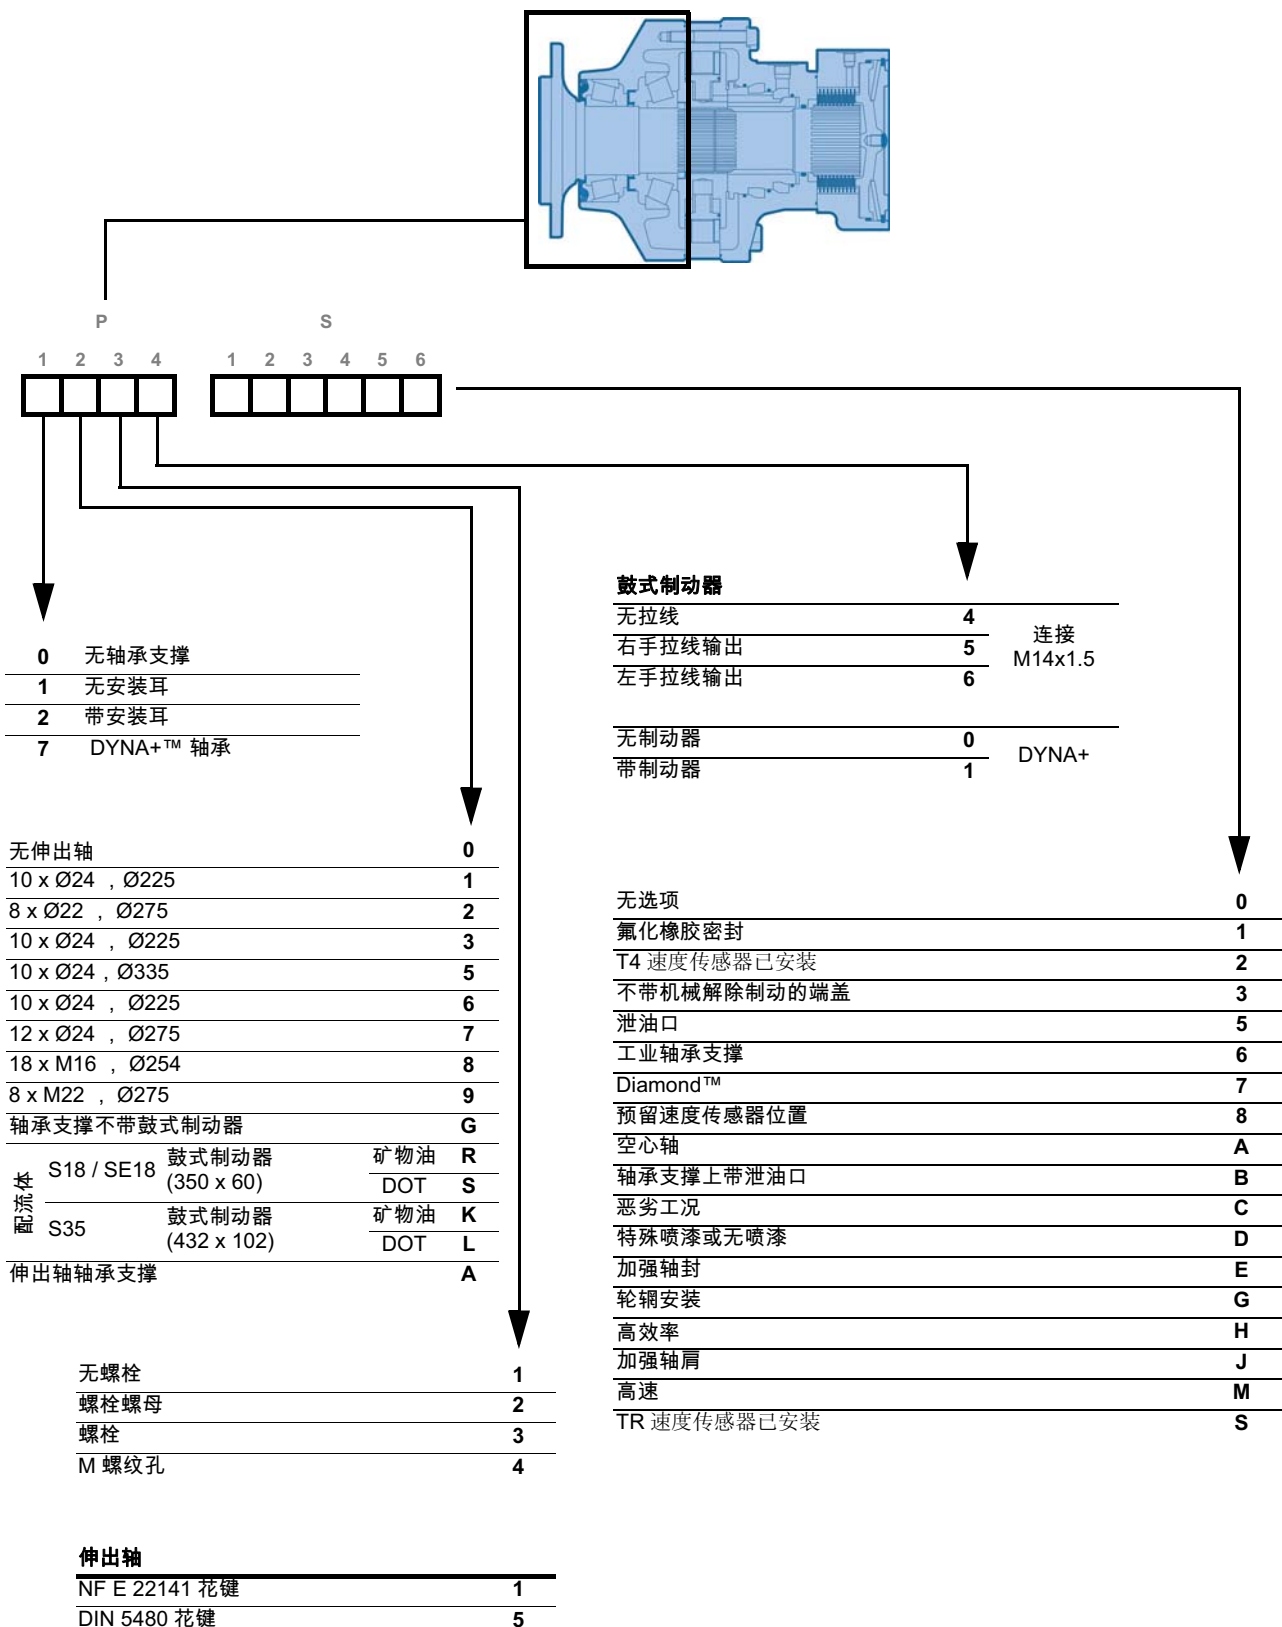 P S
1 2 3 4 1 2 3 4 5 6
0 无轴承支撑
1 无安装耳
2 带安装耳
7 DYNA+™ 轴承
鼓式制动器
无拉线 4
右手拉线输出 5
左手拉线输出 6
连接
M14x1.5
无制动器 0
带制动器 1
DYNA+
无伸出轴 0
10 x Ø24 , Ø225 1
8 x Ø22 , Ø275 2
10 x Ø24 , Ø225 3
10 x Ø24 , Ø335 5
10 x Ø24 , Ø225 6
12 x Ø24 , Ø275 7
18 x M16 , Ø254 8
8 x M22 , Ø275 9
轴承支撑不带鼓式制动器 G
配流体
S18 / SE18 鼓式制动器 (350 x 60) 矿物油 R
DOT S
S35 鼓式制动器 (432 x 102) 矿物油 K
DOT L
伸出轴轴承支撑 A
无选项 0
氟化橡胶密封 1
T4 速度传感器已安装 2
不带机械解除制动的端盖 3
泄油口 5
工业轴承支撑 6
Diamond™ 7
预留速度传感器位置 8
空心轴 A
轴承支撑上带泄油口 B
恶劣工况 C
特殊喷漆或无喷漆 D
加强轴封 E
轮辋安装 G
高效率 H
加强轴肩 J
高速 M
TR 速度传感器已安装 S
无螺栓 1
螺栓螺母 2
螺栓 3
M 螺纹孔 4
伸出轴
NF E 22141 花键 1
DIN 5480 花键 5